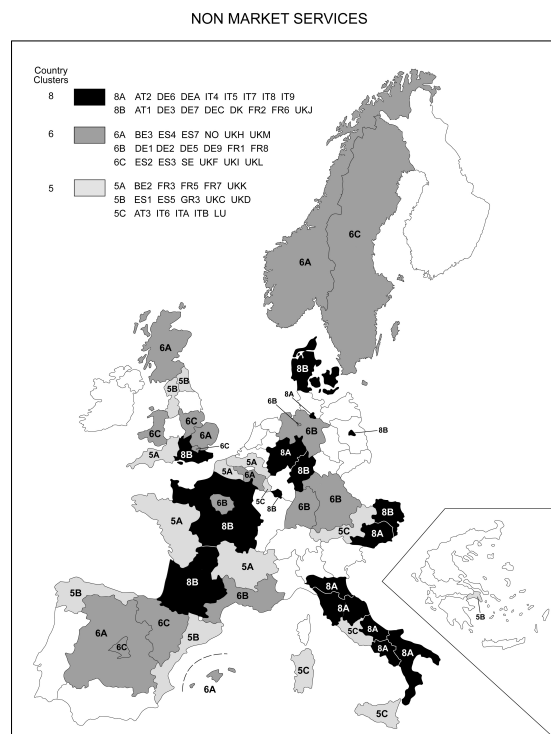 NON MARKET SERVICES
Country
Clusters
8 8A AT2 DE6 DEA IT4 IT5 IT7 IT8 IT9
8B AT1 DE3 DE7 DEC DK FR2 FR6 UKJ
6 6A BE3 ES4 ES7 NO UKH UKM
6B DE1 DE2 DE5 DE9 FR1 FR8
6C ES2 ES3 SE UKF UKI UKL
5 5A BE2 FR3 FR5 FR7 UKK
5B ES1 ES5 GR3 UKC UKD
5C AT3 IT6 ITA ITB LU
6C
6A
6A
8B
5B
5B
8A
6B
6C
6C
6A
6B
8B
6C
5A
8B
8A
8B
5A
5A
6A
5C
8B
6B
6B
6B
8B
5A
8B
5C
8A
5A
8B
6B
8A
5B
6A
6C
6C
5B
8A
5C
8A
8A
8A
5B
6A
5C
5C